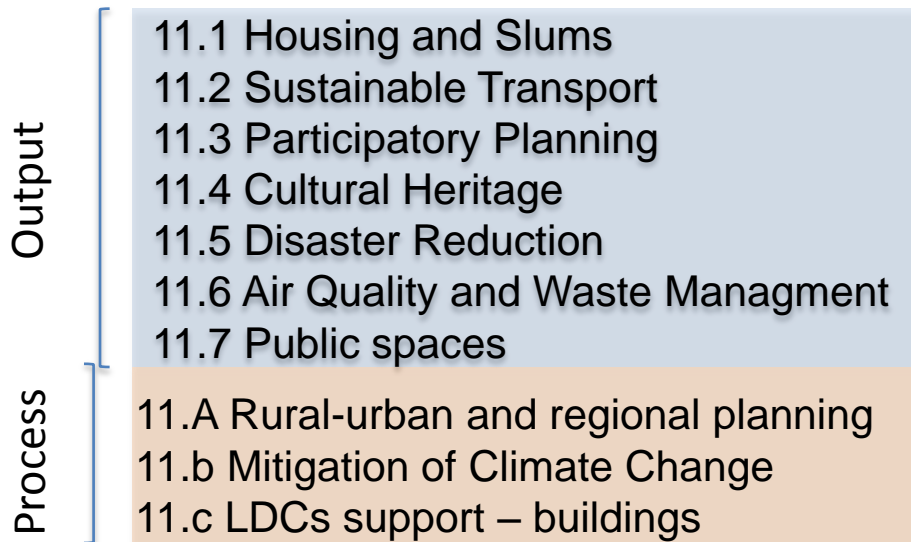 Output
11.1 Housing and Slums
11.2 Sustainable Transport
11.3 Participatory Planning
11.4 Cultural Heritage
11.5 Disaster Reduction
11.6 Air Quality and Waste Managment
11.7 Public spaces
Process
11.A Rural-urban and regional planning
11.b Mitigation of Climate Change
11.c LDCs support – buildings